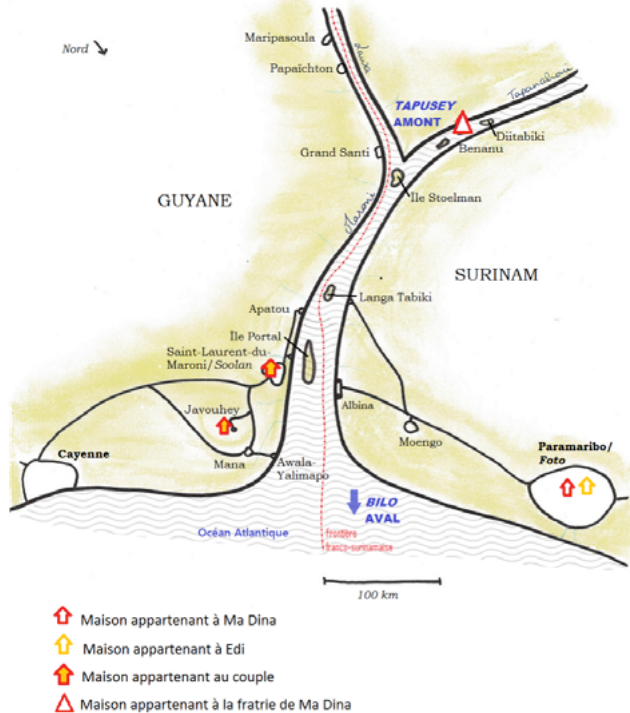 Nord
Maripasoula
Papaïchton
Lawa
Tapanahoni
TAPUSEY
AMONT
Diitabiki
Benanu
Grand Santi
Île Stoelman
GUYANE
Maroni
SURINAM
Langa Tabiki
Apatou
Île Portal
Saint-Laurent-du-
Maroni/Soolan
Albina
Javouhey
Moengo
Paramaribo/
Foto
Cayenne
Mana
Awala-
Yalimapo
BILO
AVAL
Océan Atlantique
frontière
franco-surinamaise
100 km
Maison appartenant à Ma Dina
Maison appartenant à Edi
Maison appartenant au couple
Maison appartenant à la fratrie de Ma Dina